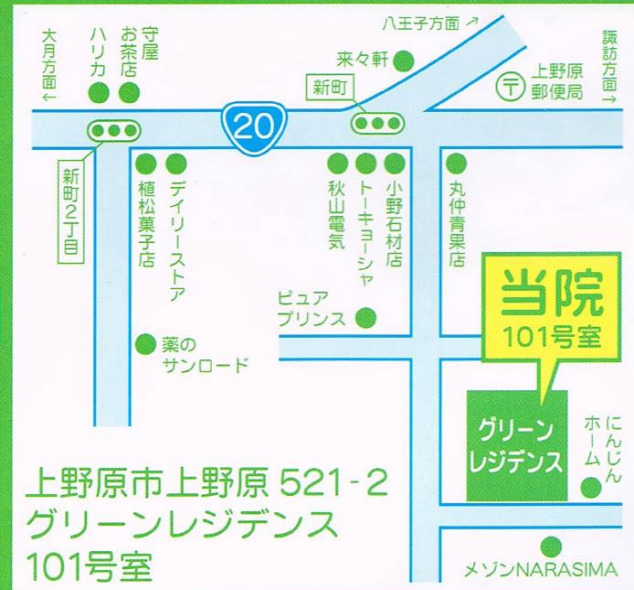 大月方面←
ハリカ
守屋
お茶店
八王子方面→
来々軒
新町
〒
上野原
郵便局
諏訪方面→
20
新町2丁目
植松菓子店
デイリーストア
秋山電気
トーキョーシャ
小野石材店
丸仲青果店
ピュア
プリンス
薬の
サンロード
当院
101号室
グリーン
レジデンス
にんじん
ホーム
メゾンNARASIMA
上野原市上野原 521-2
グリーンレジデンス
101号室